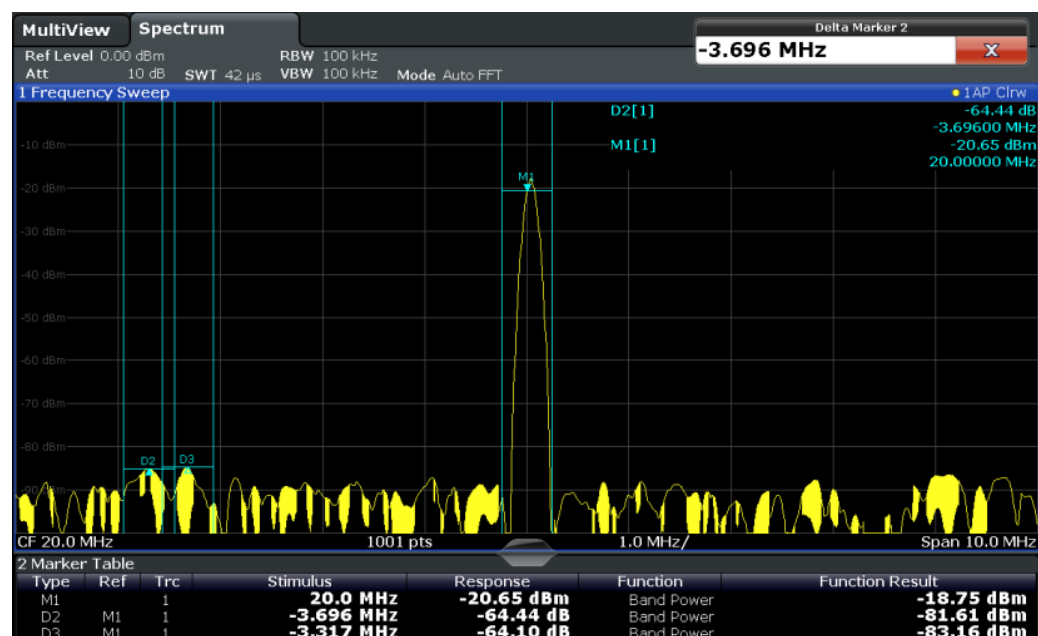 MultiView Spectrum
Delta Marker 2
-3.696 MHz X
Ref Level 0.00 dBm RBW 100 kHz
Att 10 dB SWT 42 µs VBW 100 kHz Mode Auto FFT
1 Frequency Sweep 1AP Clrw
D2[1] -64.44 dB
-3.69600 MHz
M1[1] -20.65 dBm
20.00000 MHz
-10 dBm
M1
-20 dBm
-30 dBm
-40 dBm
-50 dBm
-60 dBm
-70 dBm
-80 dBm
D2 D3
-90 dBm
CF 20.0 MHz 1001 pts 1.0 MHz/ Span 10.0 MHz
2 Marker Table
Type Ref Trc Stimulus Response Function Function Result
M1 1 20.0 MHz -20.65 dBm Band Power -18.75 dBm
D2 M1 1 -3.696 MHz -64.44 dB Band Power -81.61 dBm
D3 M1 1 -3.317 MHz -64.10 dB Band Power -83.16 dBm